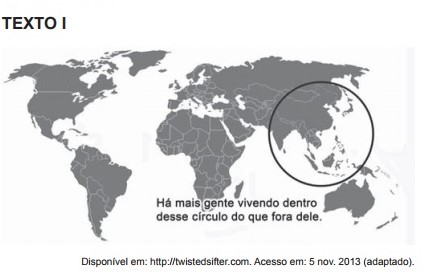 TEXTO I
Há mais gente vivendo dentro
desse círculo do que fora dele.
Disponível em: http://twistedsifter.com. Acesso em: 5 nov. 2013 (adaptado).